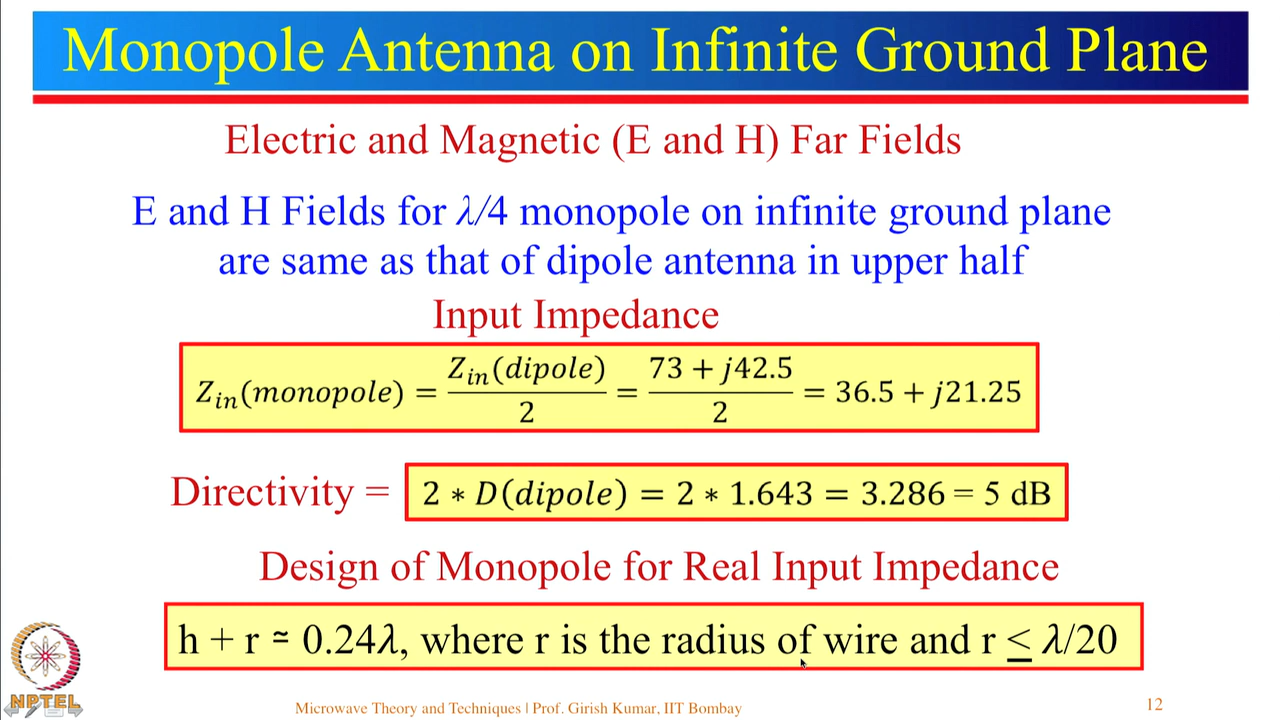 Monopole Antenna on Infinite Ground Plane
Electric and Magnetic (E and H) Far Fields
E and H Fields for λ/4 monopole on infinite ground plane
are same as that of dipole antenna in upper half
Input Impedance
Z_in(monopole) = Z_in(dipole)/2 = (73 + j42.5)/2 = 36.5 + j21.25
Directivity = 2 * D(dipole) = 2 * 1.643 = 3.286 = 5 dB
Design of Monopole for Real Input Impedance
h + r ≃ 0.24λ, where r is the radius of wire and r ≤ λ/20
NPTEL
Microwave Theory and Techniques | Prof. Girish Kumar, IIT Bombay
12